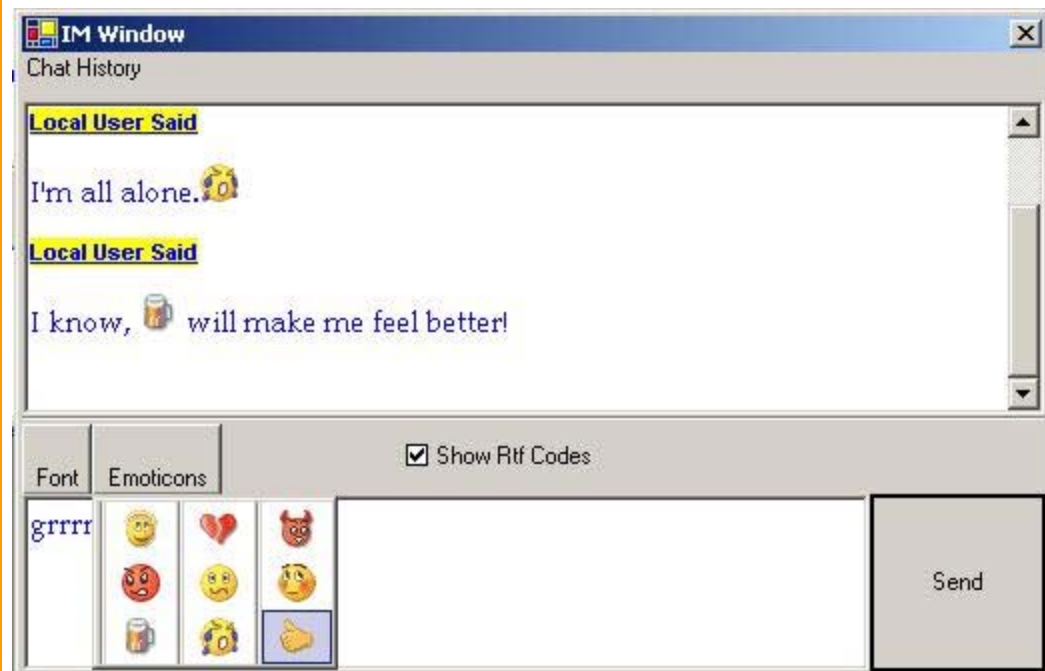 IM Window
Chat History
Local User Said
I'm all alone.
Local User Said
I know, will make me feel better!
Font Emoticons Show Rtf Codes
grrrr
Send